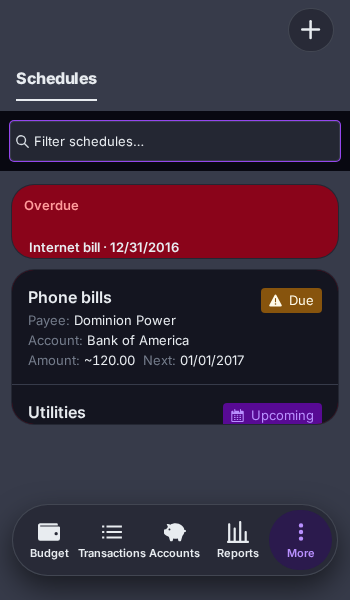 Schedules
Filter schedules...
Overdue
Internet bill · 12/31/2016
Phone bills
Due
Payee: Dominion Power
Account: Bank of America
Amount: ~120.00 Next: 01/01/2017
Utilities
Upcoming
Budget
Transactions
Accounts
Reports
More